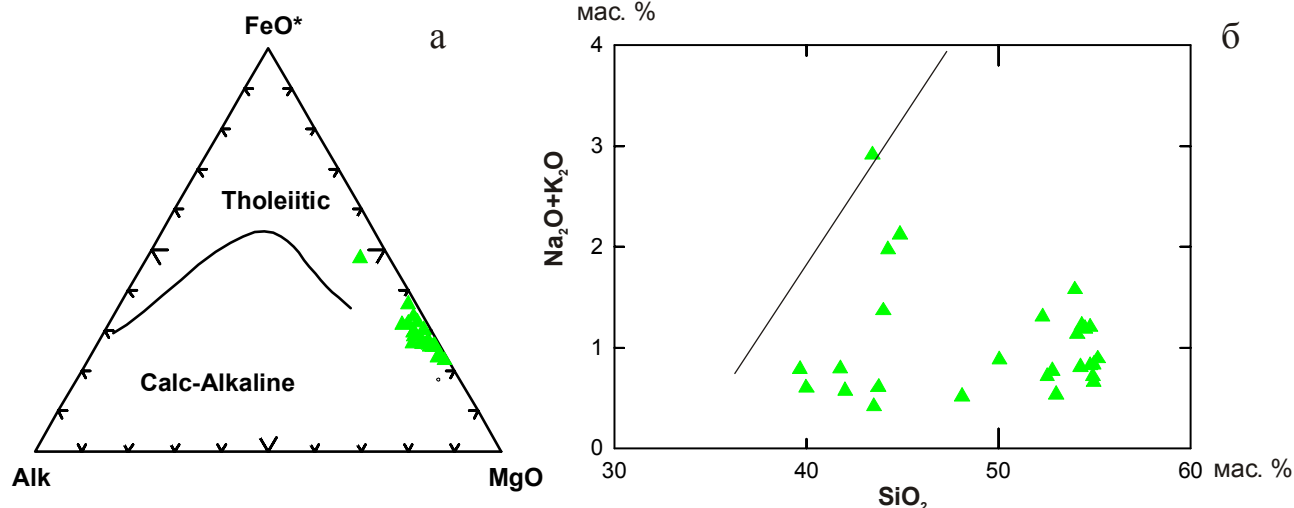 FeO*
а
Tholeiitic
Calc-Alkaline
Alk
MgO
мас. %
б
4
3
2
1
0
Na₂O+K₂O
30
40
50
60
мас. %
SiO₂